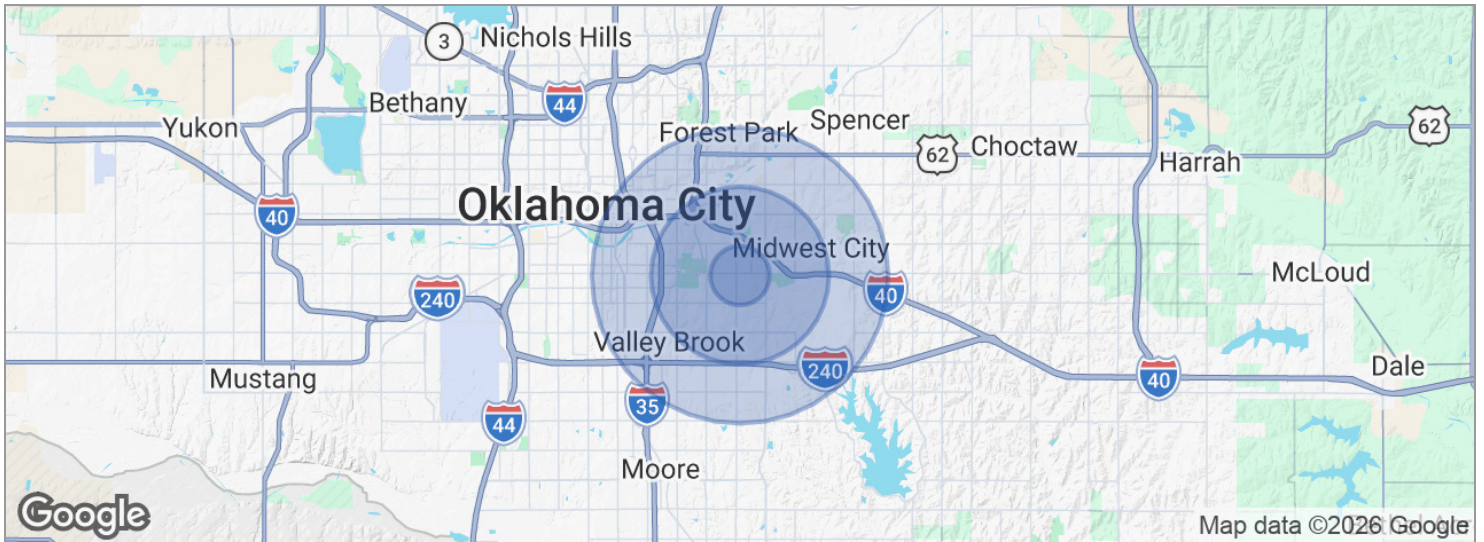 3
Nichols Hills
Bethany
44
Yukon
Forest Park
Spencer
62
Choctaw
62
Harrah
Oklahoma City
40
Midwest City
McLoud
240
40
Valley Brook
240
Dale
Mustang
40
35
44
Moore
Google
Map data ©2026 Google